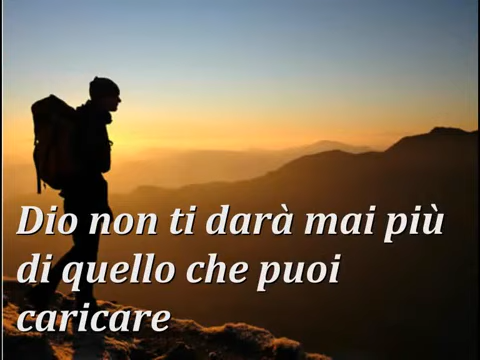 Dio non ti darà mai più
di quello che puoi
caricare